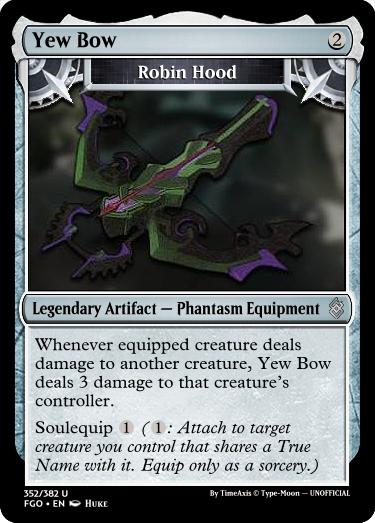 Yew Bow 2
Robin Hood
Legendary Artifact — Phantasm Equipment
Whenever equipped creature deals
damage to another creature, Yew Bow
deals 3 damage to that creature's
controller.
Soulequip 1 ( 1: Attach to target
creature you control that shares a True
Name with it. Equip only as a sorcery.)
352/382 U
FGO • EN HUKE
By TimeAxis © Type-Moon — UNOFFICIAL